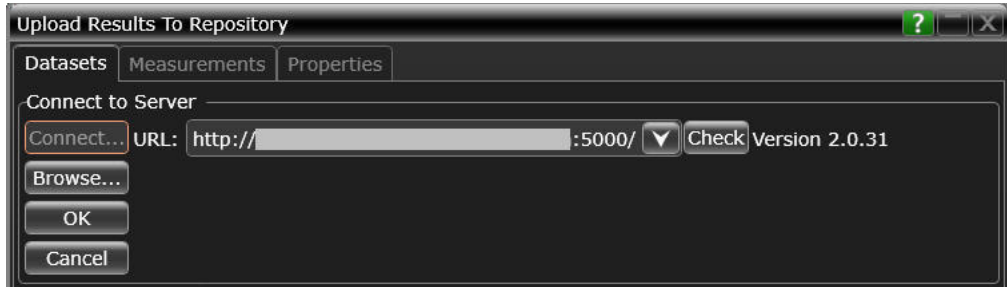 Upload Results To Repository ?
Datasets Measurements Properties
Connect to Server
Connect... URL: http:// :5000/ Check Version 2.0.31
Browse...
OK
Cancel